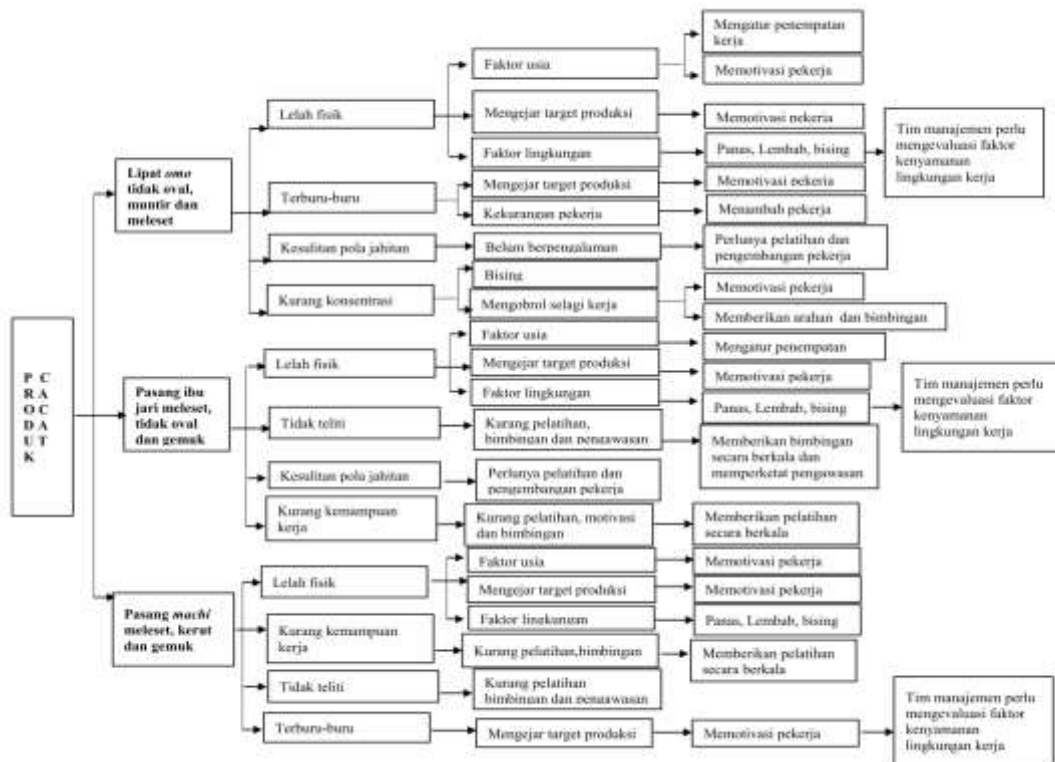 PRODUK
CACAT
Lipat oma
tidak oval,
muntir dan
meleset
Lelah fisik
Faktor usia
Mengatur penempatan
kerja
Memotivasi pekerja
Mengejar target produksi
Memotivasi pekerja
Faktor lingkungan
Panas, Lembab, bising
Tim manajemen perlu
mengevaluasi faktor
kenyamanan
lingkungan kerja
Terburu-buru
Mengejar target produksi
Memotivasi pekerja
Kekurangan pekerja
Menambah pekerja
Kesulitan pola jahitan
Belum berpengalaman
Perlunya pelatihan dan
pengembangan pekerja
Kurang konsentrasi
Bising
Mengobrol selagi kerja
Memotivasi pekerja
Memberikan arahan dan bimbingan
Pasang ibu
jari meleset,
tidak oval
dan gemuk
Lelah fisik
Faktor usia
Mengatur penempatan
Mengejar target produksi
Memotivasi pekerja
Faktor lingkungan
Panas, Lembab, bising
Tim manajemen perlu
mengevaluasi faktor
kenyamanan
lingkungan kerja
Tidak teliti
Kurang pelatihan,
bimbingan dan pengawasan
Memberikan bimbingan
secara berkala dan
memperketat pengawasan
Kesulitan pola jahitan
Perlunya pelatihan dan
pengembangan pekerja
Kurang kemampuan
kerja
Kurang pelatihan, motivasi
dan bimbingan
Memberikan pelatihan
secara berkala
Pasang machi
meleset, kerut
dan gemuk
Lelah fisik
Faktor usia
Memotivasi pekerja
Mengejar target produksi
Memotivasi pekerja
Faktor lingkungan
Panas, Lembab, bising
Kurang kemampuan
kerja
Kurang pelatihan,bimbingan
Memberikan pelatihan
secara berkala
Tidak teliti
Kurang pelatihan
bimbingan dan pengawasan
Terburu-buru
Mengejar target produksi
Memotivasi pekerja
Tim manajemen perlu
mengevaluasi faktor
kenyamanan
lingkungan kerja